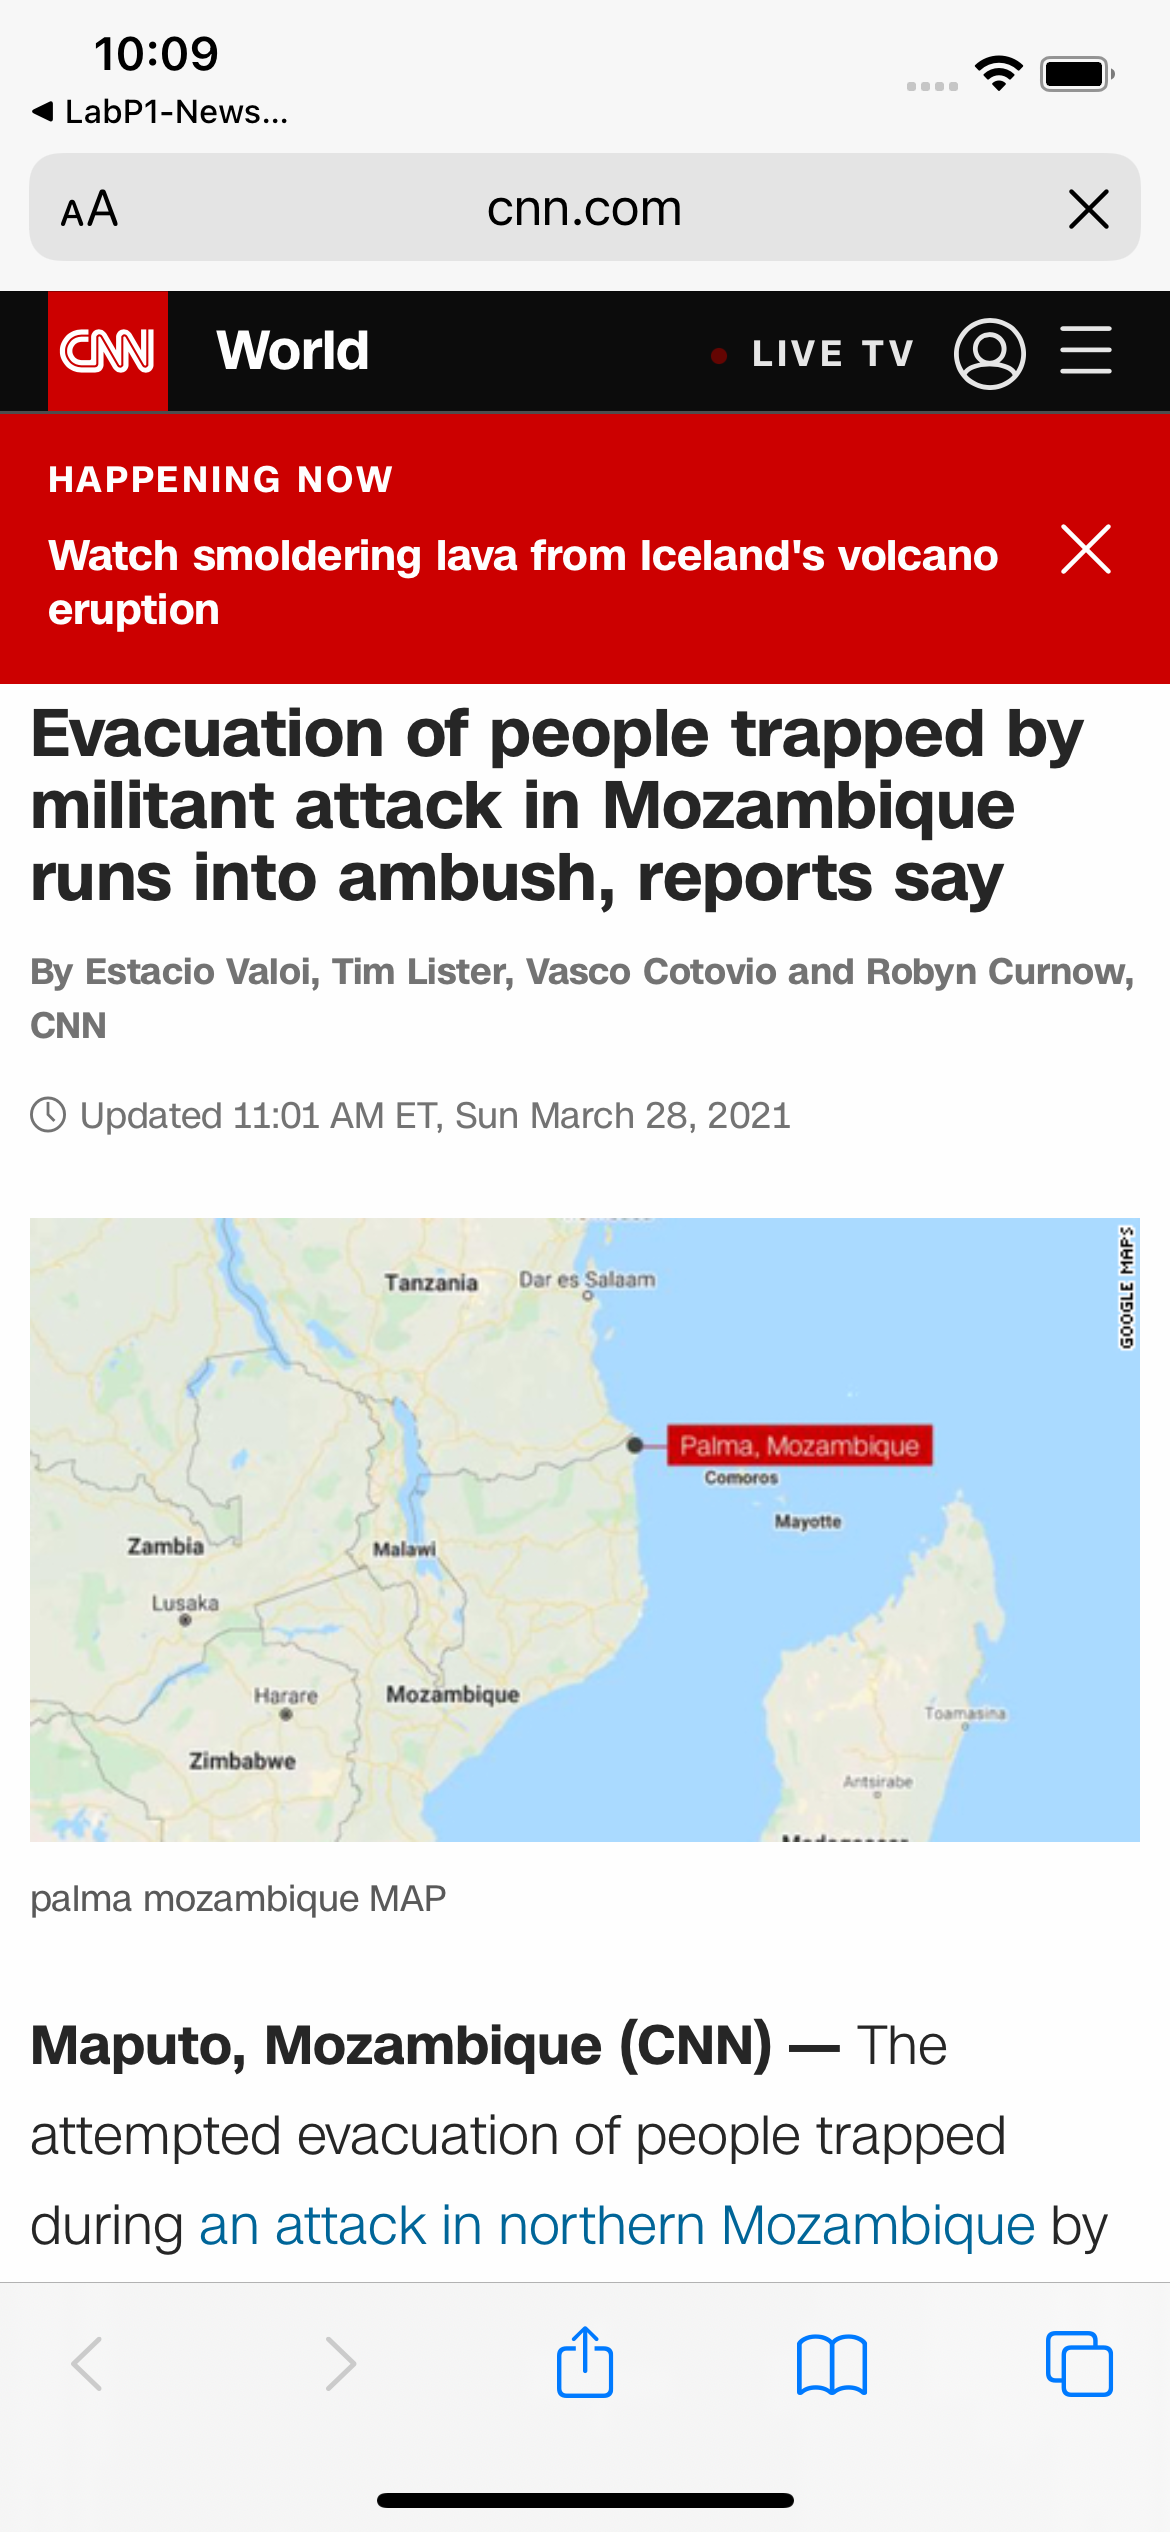 10:09
◀ LabP1-News...
AA
cnn.com
CNN
World
LIVE TV
HAPPENING NOW
Watch smoldering lava from Iceland's volcano
eruption
Evacuation of people trapped by
militant attack in Mozambique
runs into ambush, reports say
By Estacio Valoi, Tim Lister, Vasco Cotovio and Robyn Curnow,
CNN
Updated 11:01 AM ET, Sun March 28, 2021
GOOGLE MAPS
Tanzania
Dar es Salaam
Palma, Mozambique
Comoros
Mayotte
Zambia
Malawi
Lusaka
Harare
Mozambique
Toamasina
Zimbabwe
Antsirabe
palma mozambique MAP
Maputo, Mozambique (CNN) — The
attempted evacuation of people trapped
during an attack in northern Mozambique by